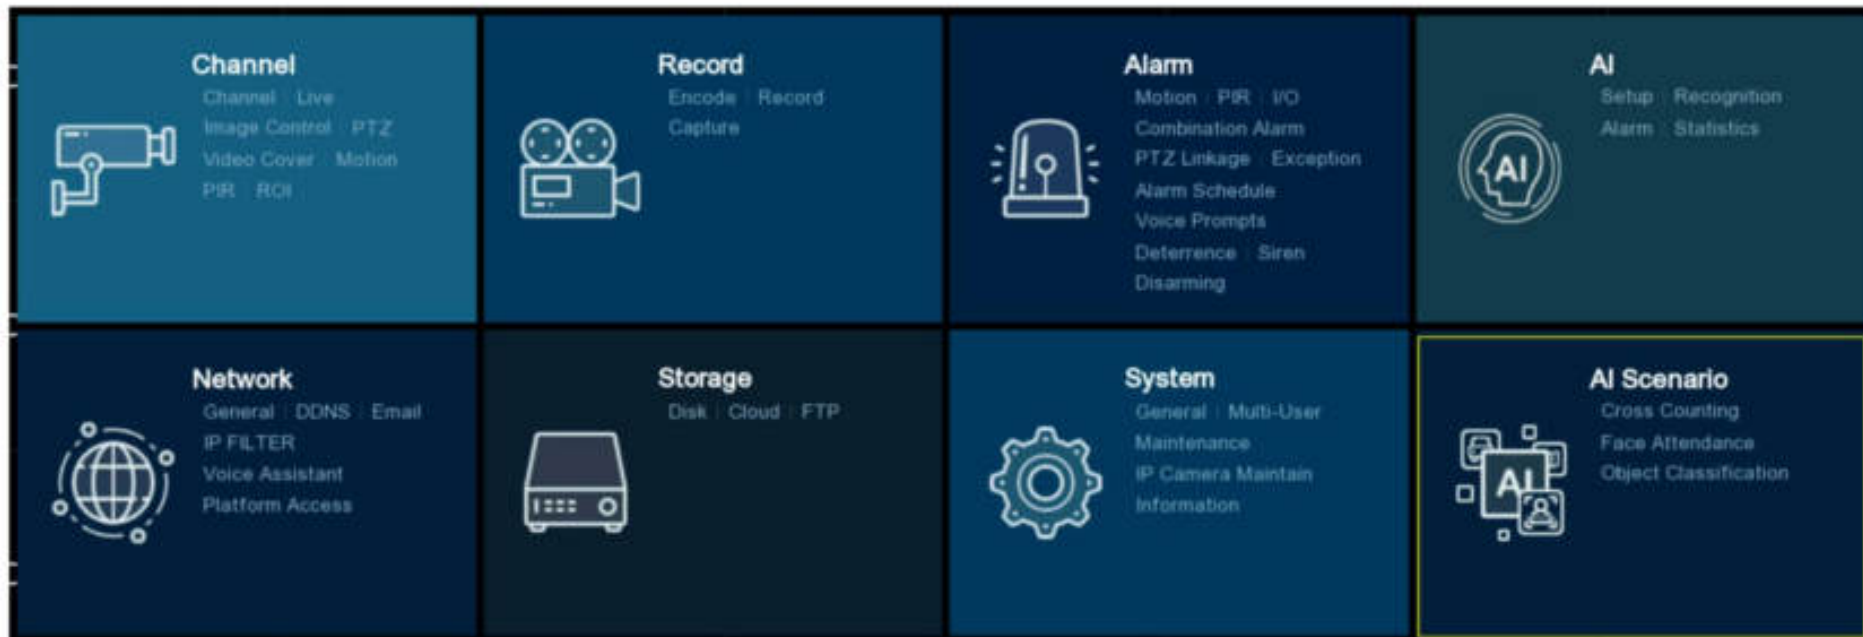 Channel
Channel | Live
Image Control | PTZ
Video Cover | Motion
PIR | ROI
Record
Encode | Record
Capture
Alarm
Motion | PIR | I/O
Combination Alarm
PTZ Linkage | Exception
Alarm Schedule
Voice Prompts
Deterrence | Siren
Disarming
AI
Setup | Recognition
Alarm | Statistics
AI
Network
General | DDNS | Email
IP FILTER
Voice Assistant
Platform Access
Storage
Disk | Cloud | FTP
System
General | Multi-User
Maintenance
IP Camera Maintain
Information
AI Scenario
Cross Counting
Face Attendance
Object Classification
AI